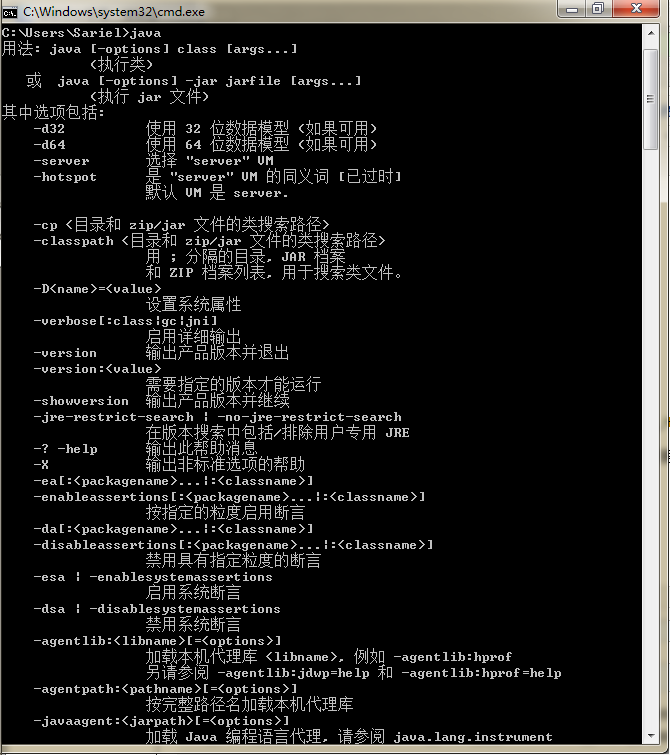 C:\Windows\system32\cmd.exe
C:\Users\Sariel>java
用法: java [-options] class [args...]
(执行类)
或 java [-options] -jar jarfile [args...]
(执行 jar 文件)
其中选项包括:
-d32 使用 32 位数据模型 (如果可用)
-d64 使用 64 位数据模型 (如果可用)
-server 选择 "server" VM
-hotspot 是 "server" VM 的同义词 [已过时]
默认 VM 是 server.
-cp <目录和 zip/jar 文件的类搜索路径>
-classpath <目录和 zip/jar 文件的类搜索路径>
用 ; 分隔的目录, JAR 档案
和 ZIP 档案列表, 用于搜索类文件。
-D<name>=<value>
设置系统属性
-verbose[:class|gc|jni]
启用详细输出
-version 输出产品版本并退出
-version:<value>
需要指定的版本才能运行
-showversion 输出产品版本并继续
-jre-restrict-search | -no-jre-restrict-search
在版本搜索中包括/排除用户专用 JRE
-? -help 输出此帮助消息
-X 输出非标准选项的帮助
-ea[:<packagename>...|:<classname>]
-enableassertions[:<packagename>...|:<classname>]
按指定的粒度启用断言
-da[:<packagename>...|:<classname>]
-disableassertions[:<packagename>...|:<classname>]
禁用具有指定粒度的断言
-esa | -enablesystemassertions
启用系统断言
-dsa | -disablesystemassertions
禁用系统断言
-agentlib:<libname>[=<options>]
加载本机代理库 <libname>, 例如 -agentlib:hprof
另请参阅 -agentlib:jdwp=help 和 -agentlib:hprof=help
-agentpath:<pathname>[=<options>]
按完整路径名加载本机代理库
-javaagent:<jarpath>[=<options>]
加载 Java 编程语言代理, 请参阅 java.lang.instrument